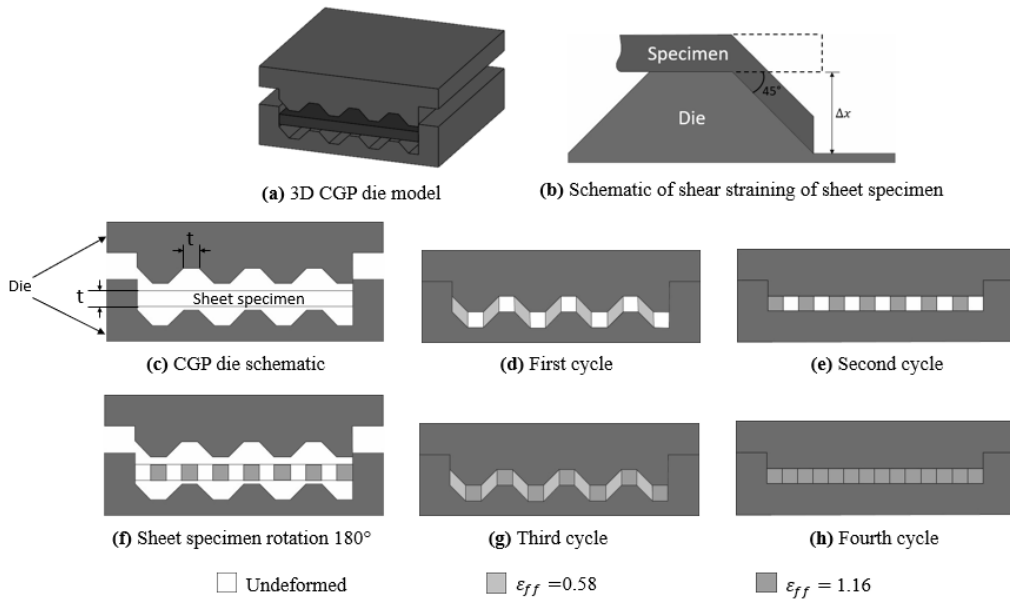 Specimen
45°
Δx
Die
(a) 3D CGP die model
(b) Schematic of shear straining of sheet specimen
t
Die
t
Sheet specimen
(c) CGP die schematic
(d) First cycle
(e) Second cycle
(f) Sheet specimen rotation 180°
(g) Third cycle
(h) Fourth cycle
Undeformed
ε_ff =0.58
ε_ff = 1.16